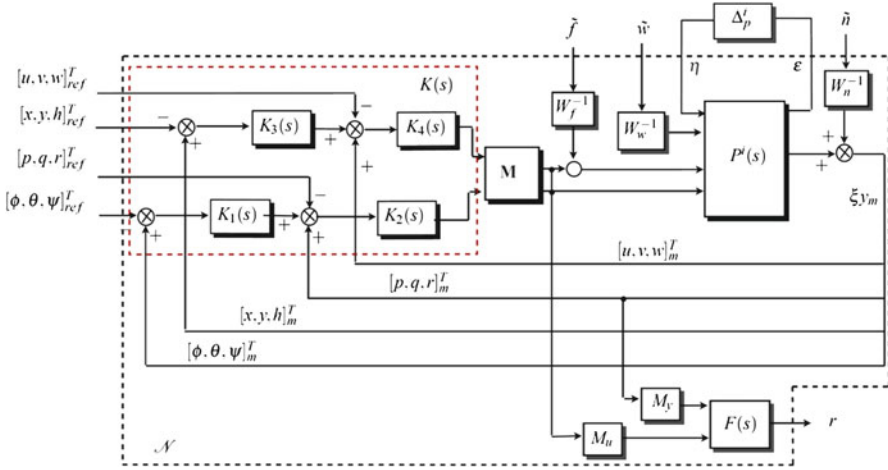 f̃
w̃
Δ_p^i
ñ
η
ε
[u.v.w]^T_ref
K(s)
−
W_f^{-1}
W_w^{-1}
W_n^{-1}
[x.y.h]^T_ref
−
K_3(s)
K_4(s)
+
+
+
[p.q.r]^T_ref
M
P^i(s)
+
+
[ϕ.θ.ψ]^T_ref
−
K_1(s)
K_2(s)
+
+
+
ξy_m
[u.v.w]^T_m
[p.q.r]^T_m
[x.y.h]^T_m
[ϕ.θ.ψ]^T_m
M_y
F(s)
r
M_u
𝒩